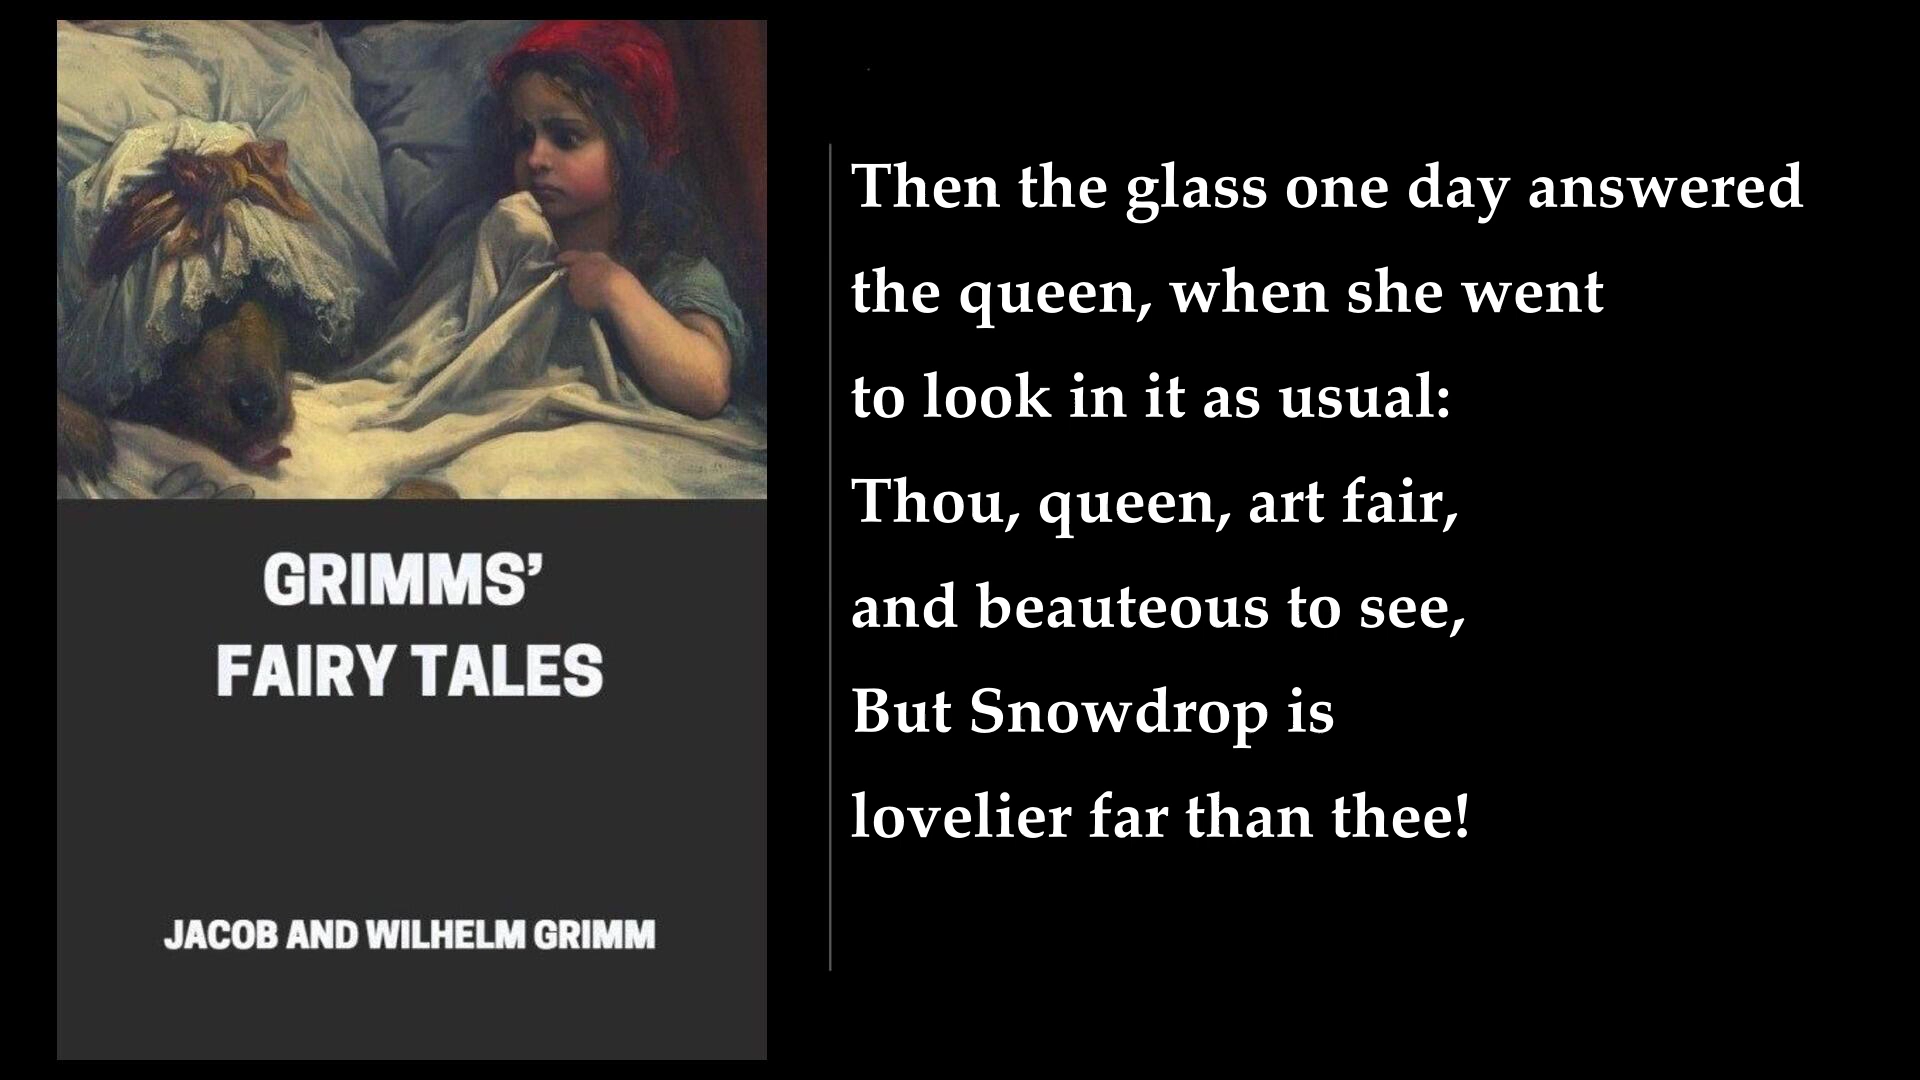 GRIMMS’
FAIRY TALES
JACOB AND WILHELM GRIMM
Then the glass one day answered
the queen, when she went
to look in it as usual:
Thou, queen, art fair,
and beauteous to see,
But Snowdrop is
lovelier far than thee!